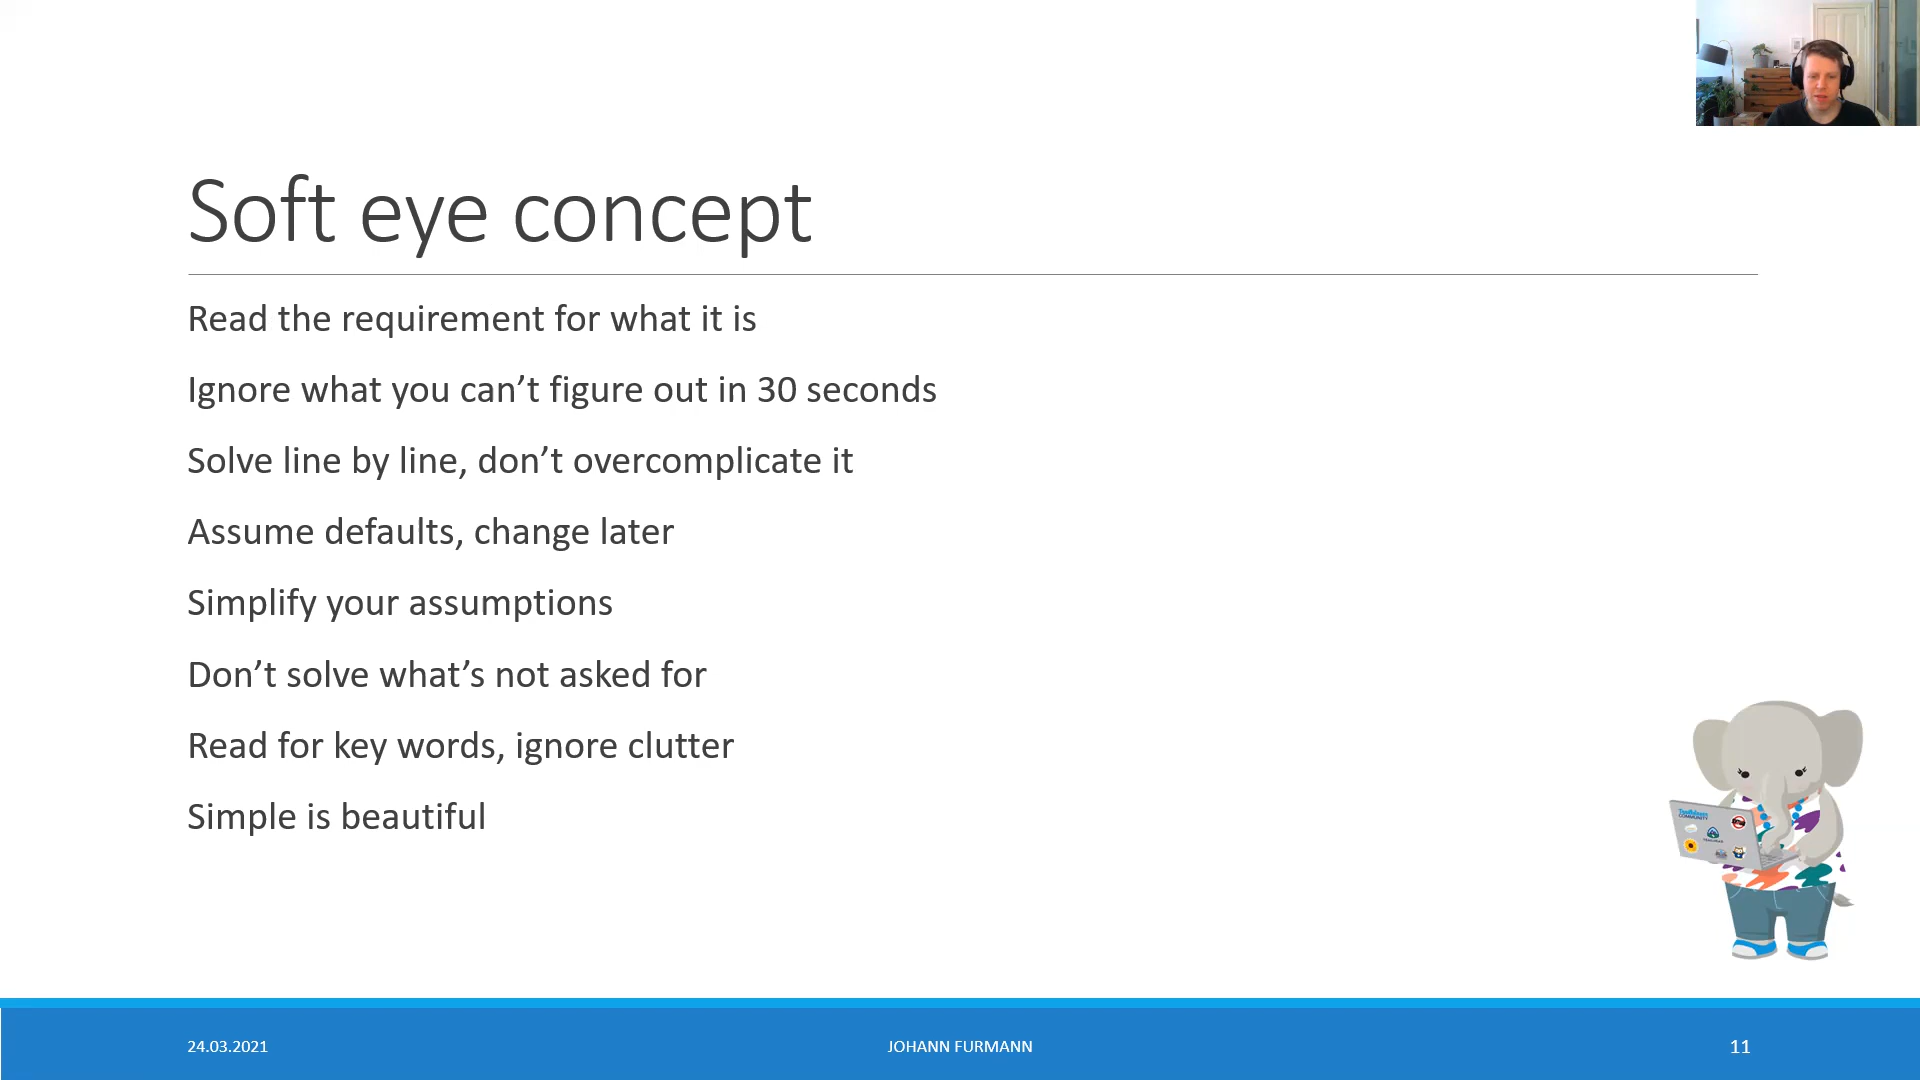 Soft eye concept
Read the requirement for what it is
Ignore what you can’t figure out in 30 seconds
Solve line by line, don’t overcomplicate it
Assume defaults, change later
Simplify your assumptions
Don’t solve what’s not asked for
Read for key words, ignore clutter
Simple is beautiful
Trailblazer
COMMUNITY
24.03.2021 JOHANN FURMANN 11